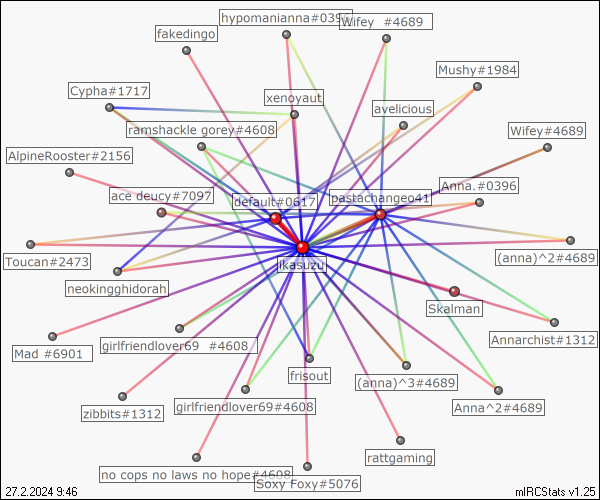 hypomanianna#0396
Wifey #4689
fakedingo
Mushy#1984
Cypha#1717
xenoyaut
avelicious
ramshackle gorey#4608
Wifey#4689
AlpineRooster#2156
ace deucy#7097
Anna.#0396
default#0617
pastachangeo41
jkasuzu
Toucan#2473
(anna)^2#4689
neokingghidorah
Skalman
Annarchist#1312
Mad #6901
girlfriendlover69 #4608
frisout
(anna)^3#4689
zibbits#1312
girlfriendlover69#4608
Anna^2#4689
rattgaming
no cops no laws no hope#4608
Soxy Foxy#5076
27.2.2024 9:46
mIRCStats v1.25